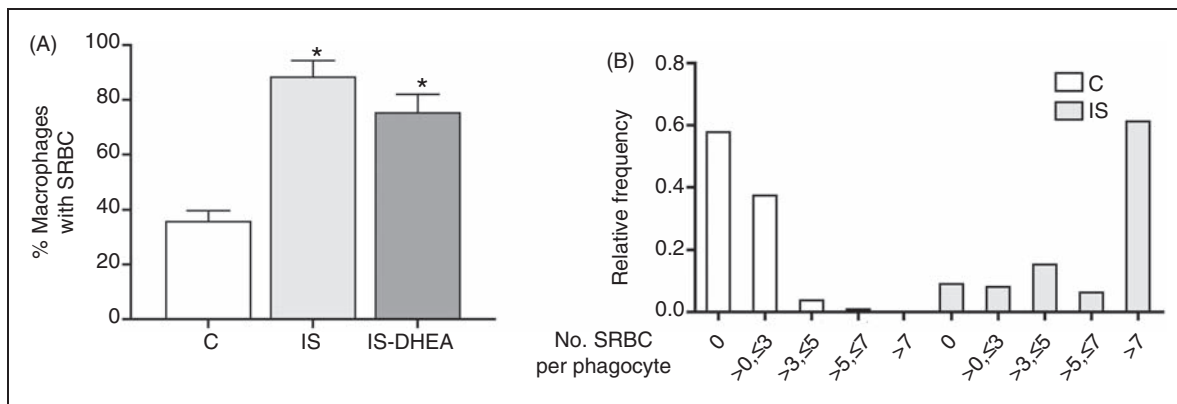 (A)
% Macrophages
with SRBC
100
80
60
40
20
0
*
*
C
IS
IS-DHEA
(B)
Relative frequency
0.8
0.6
0.4
0.2
0.0
C
IS
No. SRBC
per phagocyte
0
>0,≤3
>3,≤5
>5,≤7
>7
0
>0,≤3
>3,≤5
>5,≤7
>7